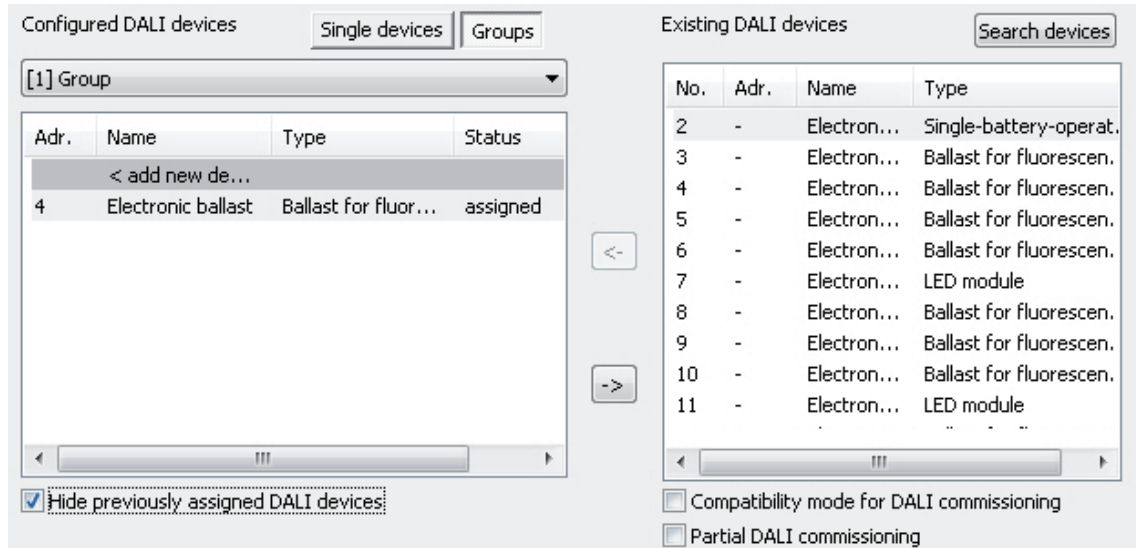 Configured DALI devices
Single devices
Groups
[1] Group
Adr. Name Type Status
< add new de...
4 Electronic ballast Ballast for fluor... assigned
Hide previously assigned DALI devices
<-
->
Existing DALI devices
Search devices
No. Adr. Name Type
2 - Electron... Single-battery-operat.
3 - Electron... Ballast for fluorescen.
4 - Electron... Ballast for fluorescen.
5 - Electron... Ballast for fluorescen.
6 - Electron... Ballast for fluorescen.
7 - Electron... LED module
8 - Electron... Ballast for fluorescen.
9 - Electron... Ballast for fluorescen.
10 - Electron... Ballast for fluorescen.
11 - Electron... LED module
Compatibility mode for DALI commissioning
Partial DALI commissioning